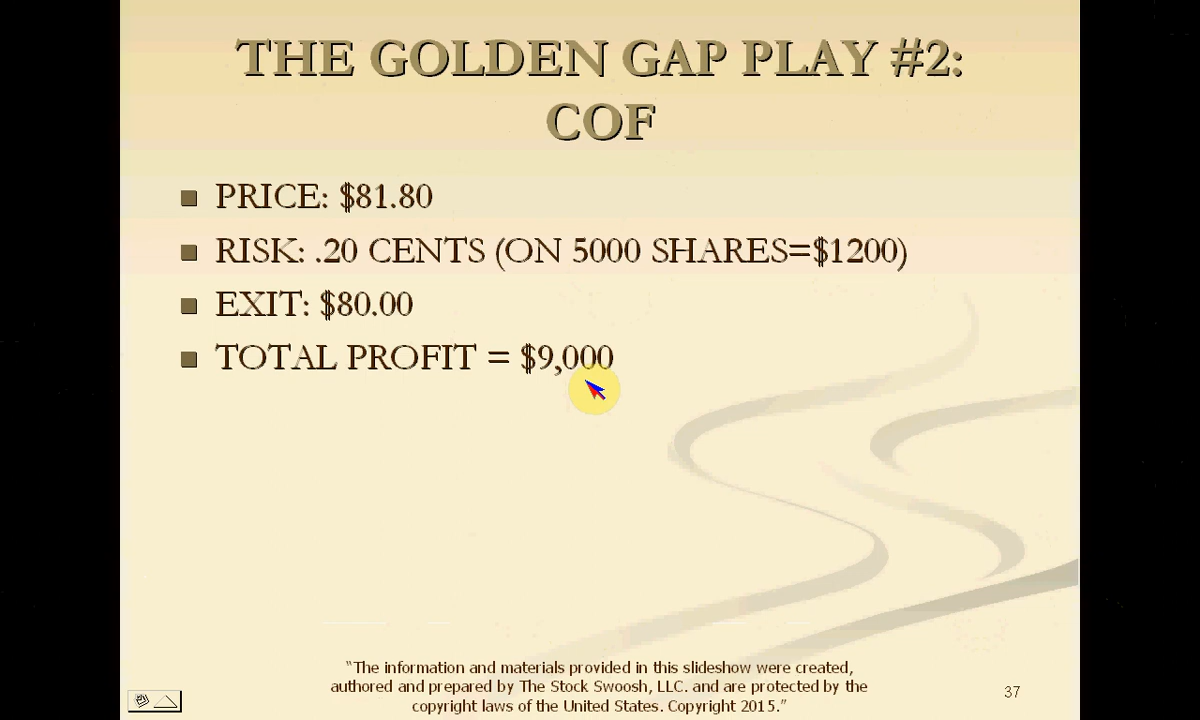 THE GOLDEN GAP PLAY #2:
COF
PRICE: $81.80
RISK: .20 CENTS (ON 5000 SHARES=$1200)
EXIT: $80.00
TOTAL PROFIT = $9,000
"The information and materials provided in this slideshow were created,
authored and prepared by The Stock Swoosh, LLC. and are protected by the
copyright laws of the United States. Copyright 2015."
37